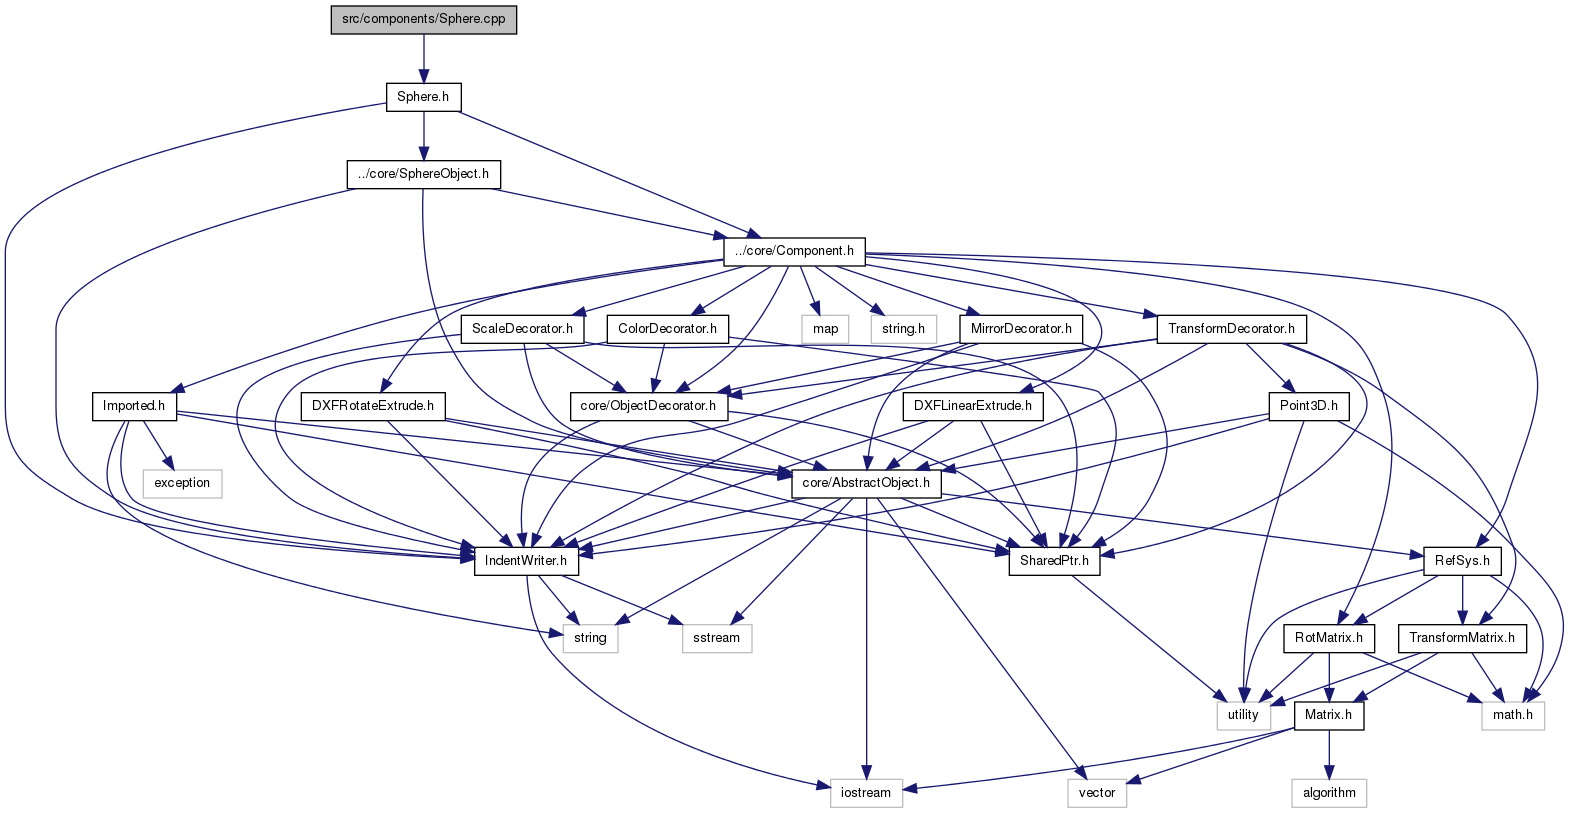 src/components/Sphere.cpp
Sphere.h
../core/SphereObject.h
../core/Component.h
ScaleDecorator.h
ColorDecorator.h
map
string.h
MirrorDecorator.h
TransformDecorator.h
Imported.h
DXFRotateExtrude.h
core/ObjectDecorator.h
DXFLinearExtrude.h
Point3D.h
exception
core/AbstractObject.h
IndentWriter.h
SharedPtr.h
RefSys.h
string
sstream
RotMatrix.h
TransformMatrix.h
utility
Matrix.h
math.h
iostream
vector
algorithm